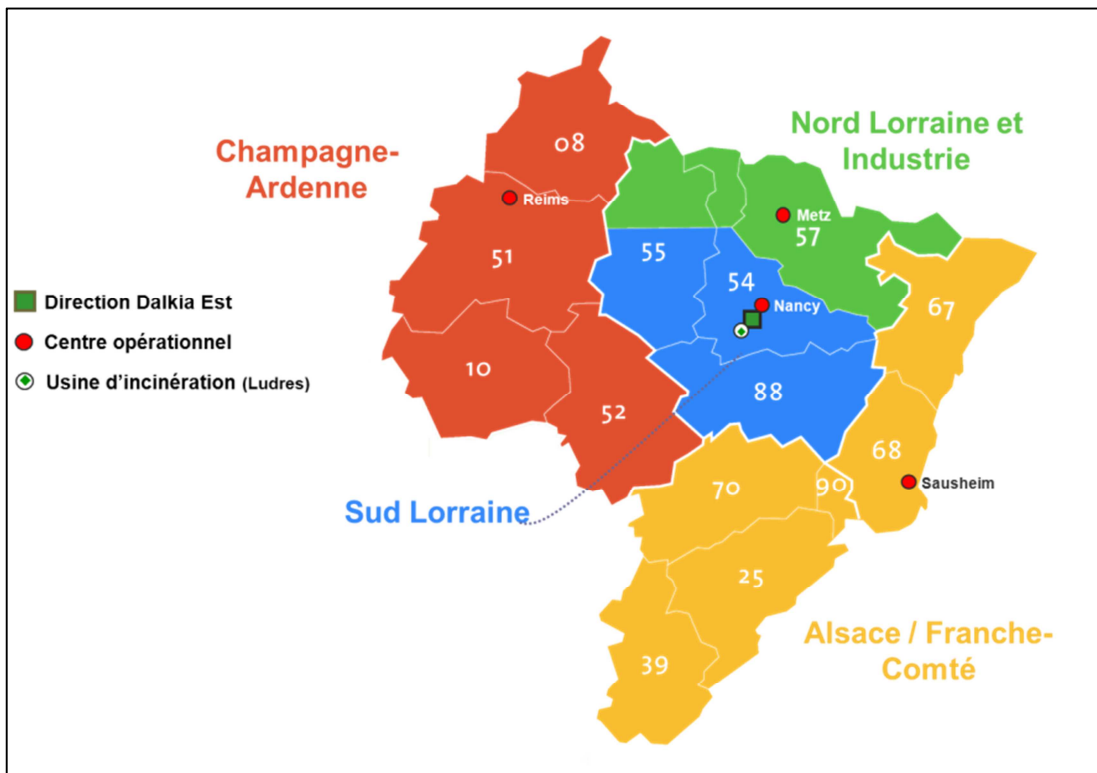 Nord Lorraine et
Industrie
Champagne-
Ardenne
08
Reims
Metz
57
51
55
54
67
Direction Dalkia Est
Nancy
Centre opérationnel
Usine d'incinération (Ludres)
10
88
52
68
70
90
Sausheim
Sud Lorraine
25
Alsace / Franche-
Comté
39